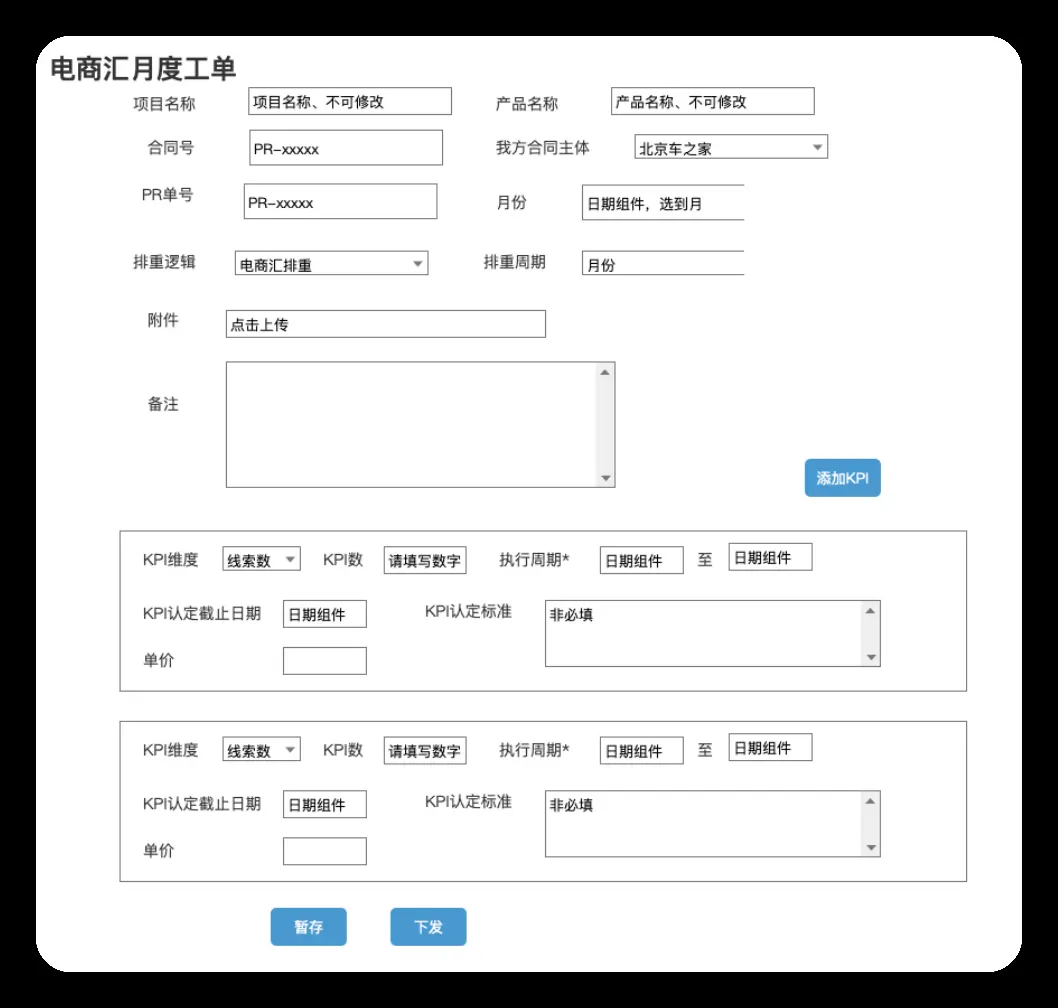 电商汇月度工单
项目名称 项目名称、不可修改 产品名称 产品名称、不可修改
合同号 PR-xxxxx 我方合同主体 北京车之家
PR单号 PR-xxxxx 月份 日期组件，选到月
排重逻辑 电商汇排重 排重周期 月份
附件 点击上传
备注
添加KPI
KPI维度 线索数 KPI数 请填写数字 执行周期* 日期组件 至 日期组件
KPI认定截止日期 日期组件 KPI认定标准 非必填
单价
KPI维度 线索数 KPI数 请填写数字 执行周期* 日期组件 至 日期组件
KPI认定截止日期 日期组件 KPI认定标准 非必填
单价
暂存 下发